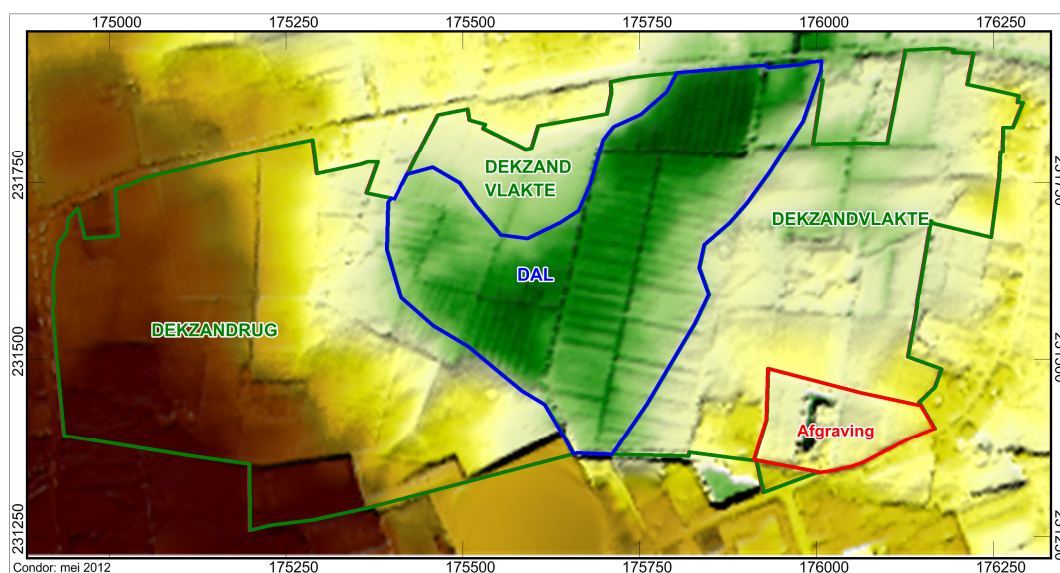 175000 175250 175500 175750 176000 176250
231750
231500
231250
DEKZAND
VLAKTE
DEKZANDVLAKTE
DAL
DEKZANDRUG
Afgraving
175250 175500 175750 176000 176250
Condor: mei 2012